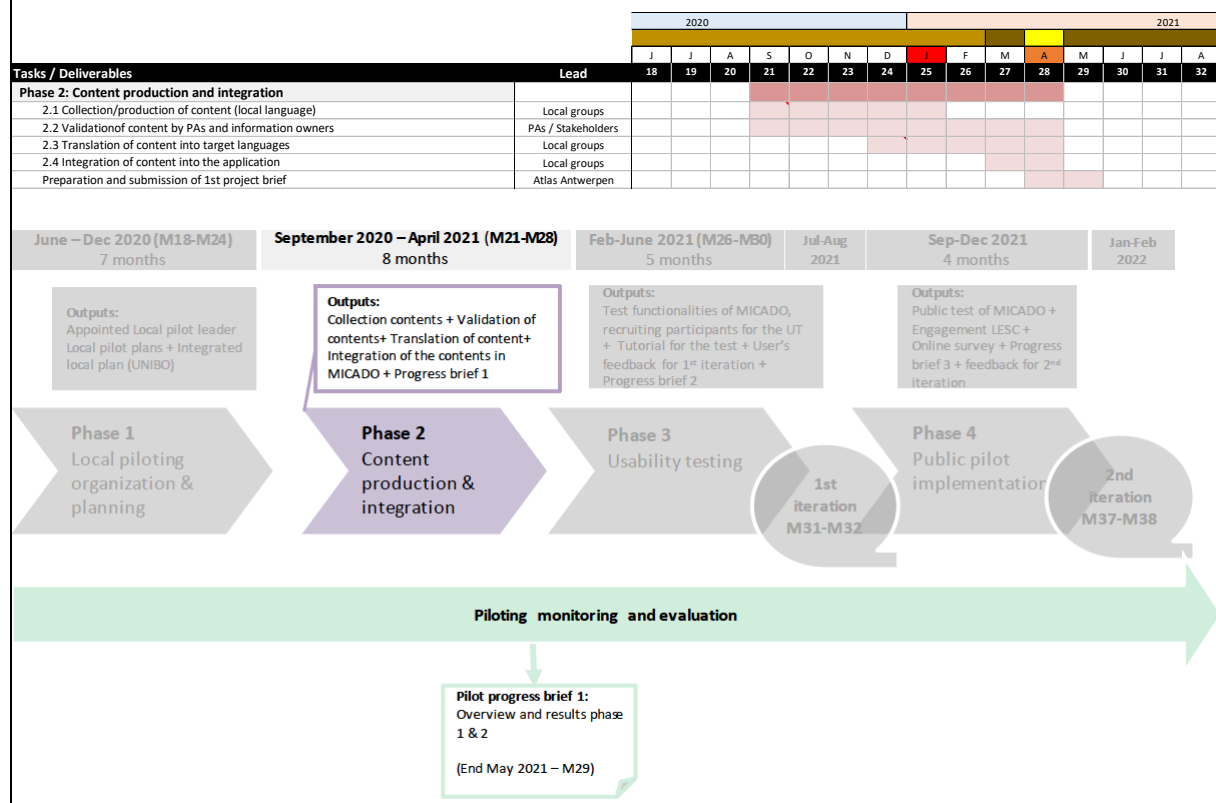 2020 2021
J J A S O N D J F M A M J J A
Tasks / Deliverables Lead 18 19 20 21 22 23 24 25 26 27 28 29 30 31 32
Phase 2: Content production and integration
2.1 Collection/production of content (local language) Local groups
2.2 Validationof content by PAs and information owners PAs / Stakeholders
2.3 Translation of content into target languages Local groups
2.4 Integration of content into the application Local groups
Preparation and submission of 1st project brief Atlas Antwerpen
June – Dec 2020 (M18-M24)
7 months
September 2020 – April 2021 (M21-M28)
8 months
Feb-June 2021 (M26-M30)
5 months
Jul-Aug
2021
Sep-Dec 2021
4 months
Jan-Feb
2022
Outputs:
Appointed Local pilot leader
Local pilot plans + Integrated
local plan (UNIBO)
Outputs:
Collection contents + Validation of
contents+ Translation of content+
Integration of the contents in
MICADO + Progress brief 1
Outputs:
Test functionalities of MICADO,
recruiting participants for the UT
+ Tutorial for the test + User's
feedback for 1st iteration +
Progress brief 2
Outputs:
Public test of MICADO +
Engagement LESC +
Online survey + Progress
brief 3 + feedback for 2nd
iteration
Phase 1
Local piloting
organization &
planning
Phase 2
Content
production &
integration
Phase 3
Usability testing
1st
iteration
M31-M32
Phase 4
Public pilot
implementation
2nd
iteration
M37-M38
Piloting monitoring and evaluation
Pilot progress brief 1:
Overview and results phase
1 & 2
(End May 2021 – M29)